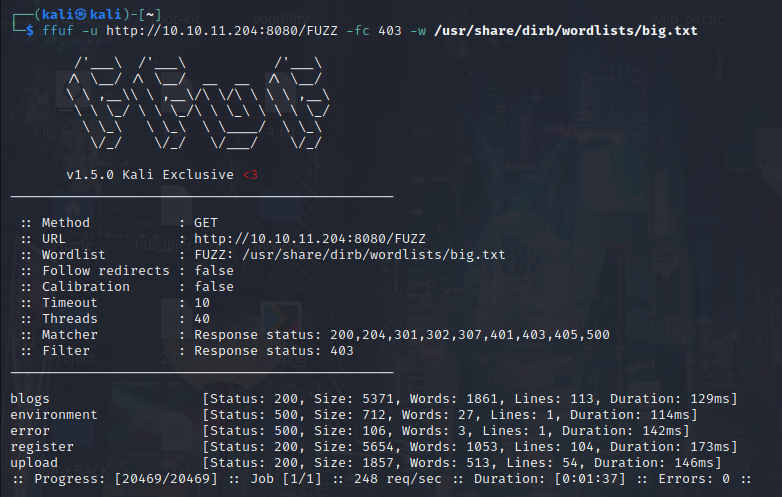 ┌──(kali㉿kali)-[~]
└─$ ffuf -u http://10.10.11.204:8080/FUZZ -fc 403 -w /usr/share/dirb/wordlists/big.txt
v1.5.0 Kali Exclusive <3
:: Method : GET
:: URL : http://10.10.11.204:8080/FUZZ
:: Wordlist : FUZZ: /usr/share/dirb/wordlists/big.txt
:: Follow redirects : false
:: Calibration : false
:: Timeout : 10
:: Threads : 40
:: Matcher : Response status: 200,204,301,302,307,401,403,405,500
:: Filter : Response status: 403
blogs [Status: 200, Size: 5371, Words: 1861, Lines: 113, Duration: 129ms]
environment [Status: 500, Size: 712, Words: 27, Lines: 1, Duration: 114ms]
error [Status: 500, Size: 106, Words: 3, Lines: 1, Duration: 142ms]
register [Status: 200, Size: 5654, Words: 1053, Lines: 104, Duration: 173ms]
upload [Status: 200, Size: 1857, Words: 513, Lines: 54, Duration: 146ms]
:: Progress: [20469/20469] :: Job [1/1] :: 248 req/sec :: Duration: [0:01:37] :: Errors: 0 ::